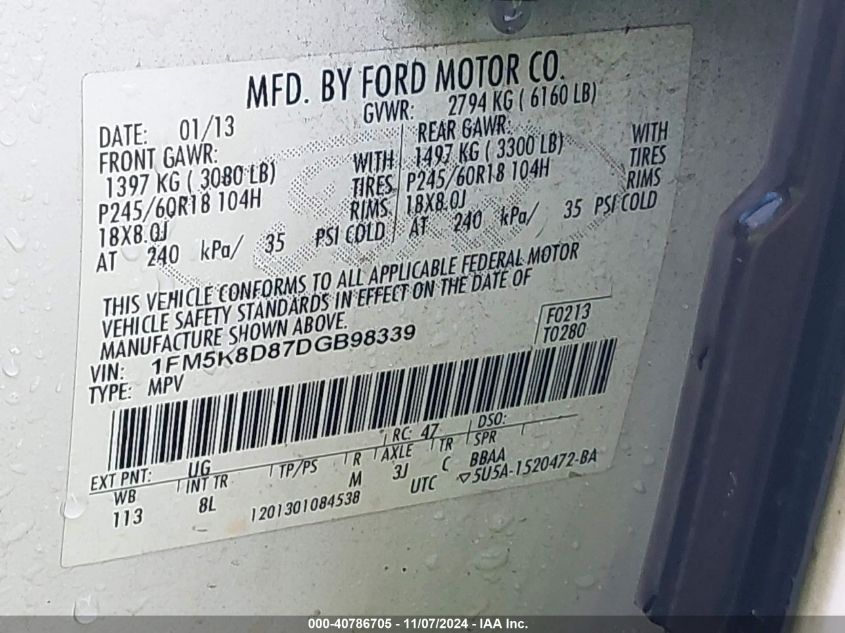 MFD. BY FORD MOTOR CO.
DATE: 01/13
GVWR: 2794 KG ( 6160 LB)
FRONT GAWR:
1397 KG ( 3080 LB) WITH
P245/60R18 104H TIRES
18X8.0J RIMS
AT 240 kPa/ 35 PSI COLD
REAR GAWR:
1497 KG ( 3300 LB) WITH
P245/60R18 104H TIRES
18X8.0J RIMS
AT 240 kPa/ 35 PSI COLD
THIS VEHICLE CONFORMS TO ALL APPLICABLE FEDERAL MOTOR
VEHICLE SAFETY STANDARDS IN EFFECT ON THE DATE OF
MANUFACTURE SHOWN ABOVE.
F0213
T0280
VIN: 1FM5K8D87DGB98339
TYPE: MPV
EXT PNT: UG RC: 47 DSO:
WB INT TR TP/PS R AXLE TR SPR
113 8L M 3J C BBAA
1201301084538 UTC ▽5U5A-1520472-BA
000-40786705 - 11/07/2024 - IAA Inc.